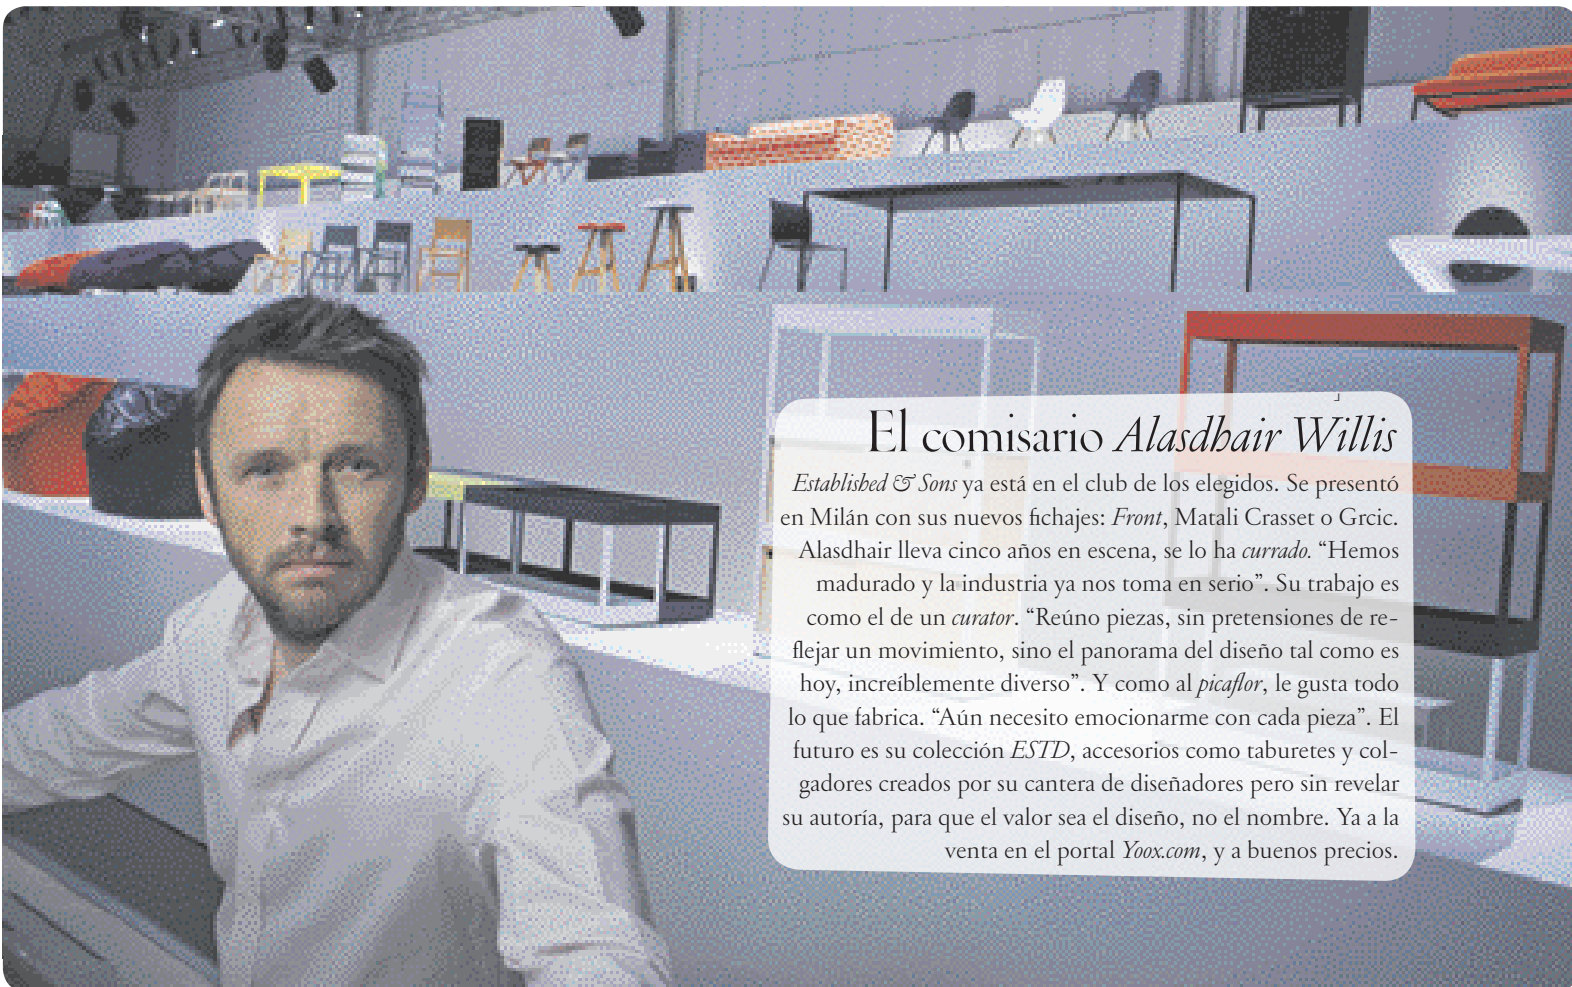 El comisario Alasdhair Willis
Established & Sons ya está en el club de los elegidos. Se presentó
en Milán con sus nuevos fichajes: Front, Matali Crasset o Grcic.
Alasdhair lleva cinco años en escena, se lo ha currado. “Hemos
madurado y la industria ya nos toma en serio”. Su trabajo es
como el de un curator. “Reúno piezas, sin pretensiones de re-
flejar un movimiento, sino el panorama del diseño tal como es
hoy, increíblemente diverso”. Y como al picaflor, le gusta todo
lo que fabrica. “Aún necesito emocionarme con cada pieza”. El
futuro es su colección ESTD, accesorios como taburetes y col-
gadores creados por su cantera de diseñadores pero sin revelar
su autoría, para que el valor sea el diseño, no el nombre. Ya a la
venta en el portal Yoox.com, y a buenos precios.